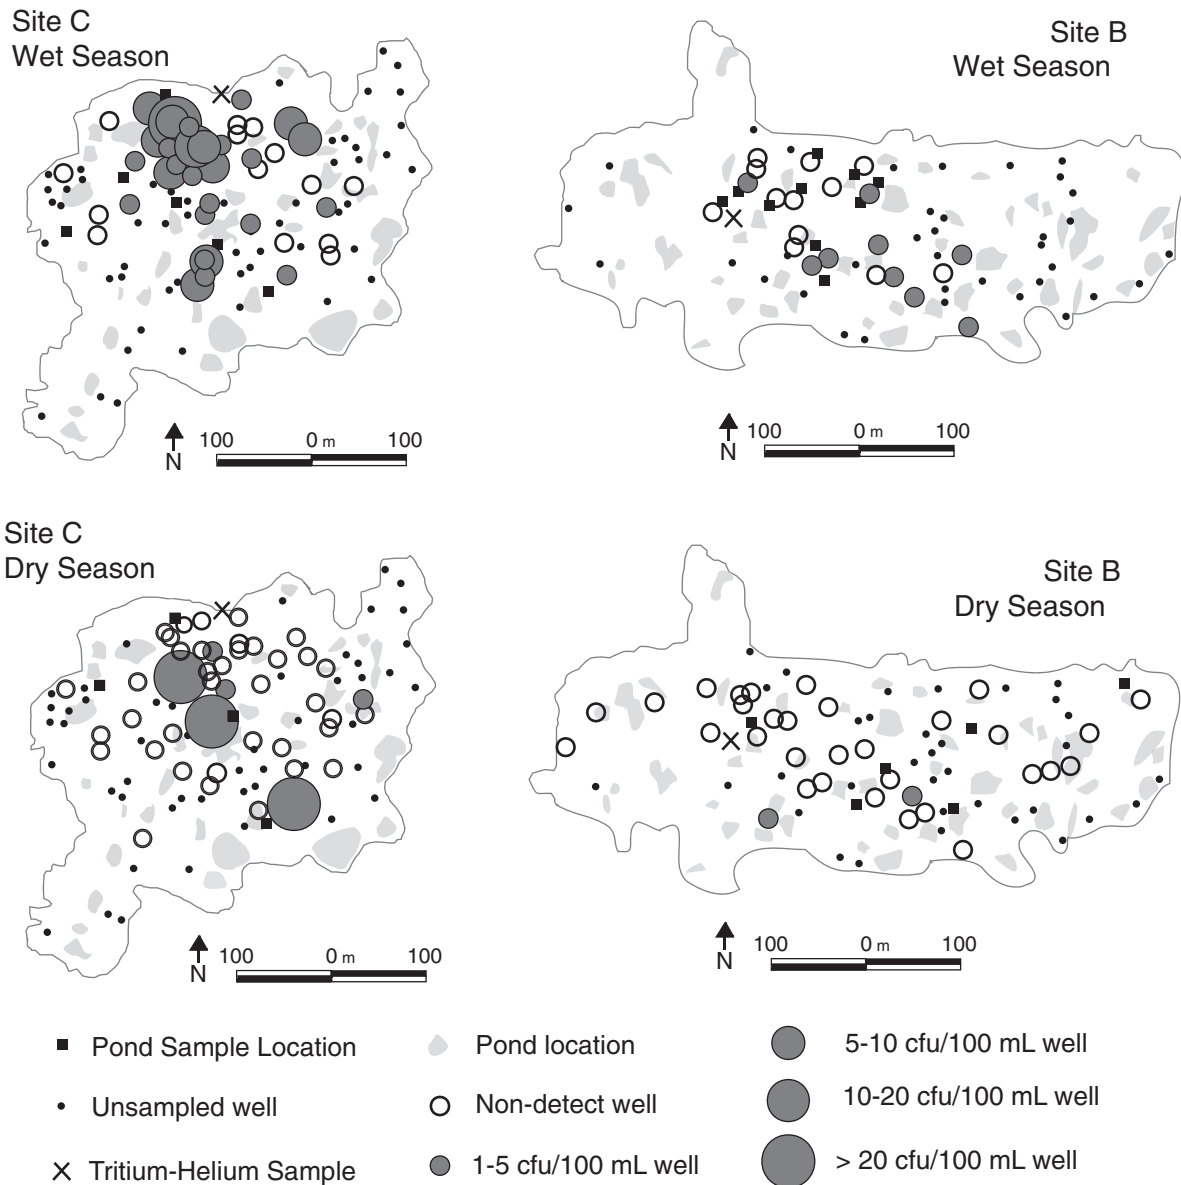 Site C
Wet Season
Site B
Wet Season
N
100 0 m 100
N
100 0 m 100
Site C
Dry Season
Site B
Dry Season
N
100 0 m 100
N
100 0 m 100
Pond Sample Location
Pond location
5-10 cfu/100 mL well
Unsampled well
Non-detect well
10-20 cfu/100 mL well
Tritium-Helium Sample
1-5 cfu/100 mL well
> 20 cfu/100 mL well